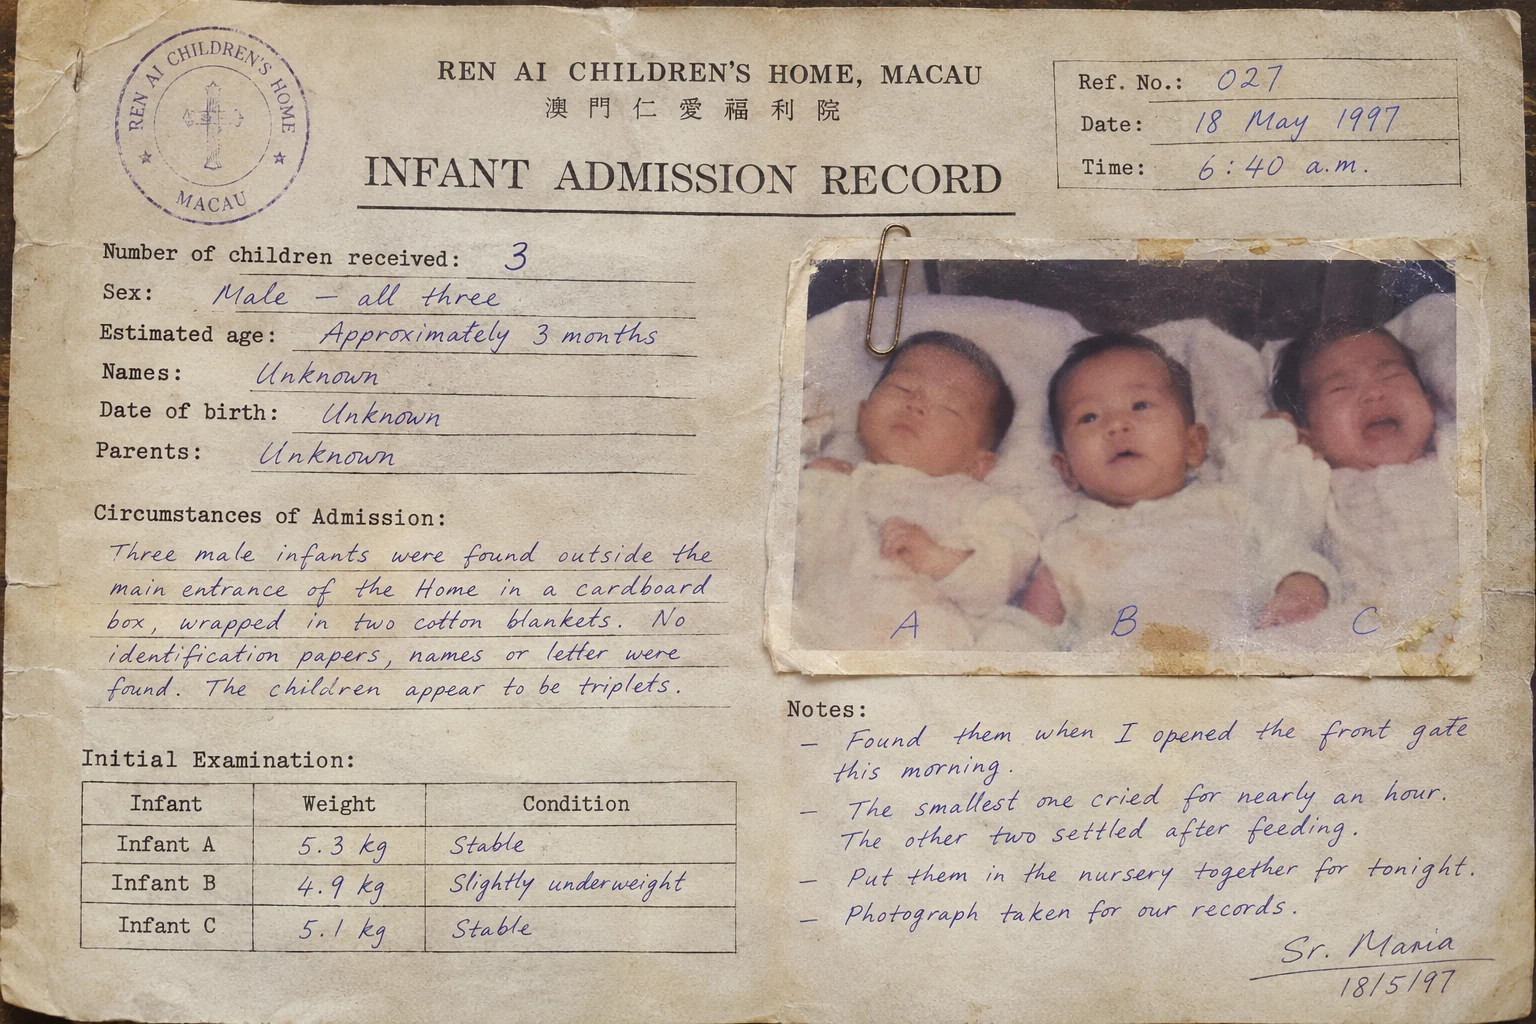 REN AI CHILDREN'S HOME
MACAU
REN AI CHILDREN'S HOME, MACAU
澳門仁愛福利院
INFANT ADMISSION RECORD
Ref. No.: 027
Date: 18 May 1997
Time: 6:40 a.m.
Number of children received: 3
Sex: Male – all three
Estimated age: Approximately 3 months
Names: Unknown
Date of birth: Unknown
Parents: Unknown
Circumstances of Admission:
Three male infants were found outside the
main entrance of the Home in a cardboard
box, wrapped in two cotton blankets. No
identification papers, names or letter were
found. The children appear to be triplets.
Initial Examination:
Infant Weight Condition
Infant A 5.3 kg Stable
Infant B 4.9 kg Slightly underweight
Infant C 5.1 kg Stable
A B C
Notes:
– Found them when I opened the front gate
this morning.
– The smallest one cried for nearly an hour.
The other two settled after feeding.
– Put them in the nursery together for tonight.
– Photograph taken for our records.
Sr. Maria
18/5/97